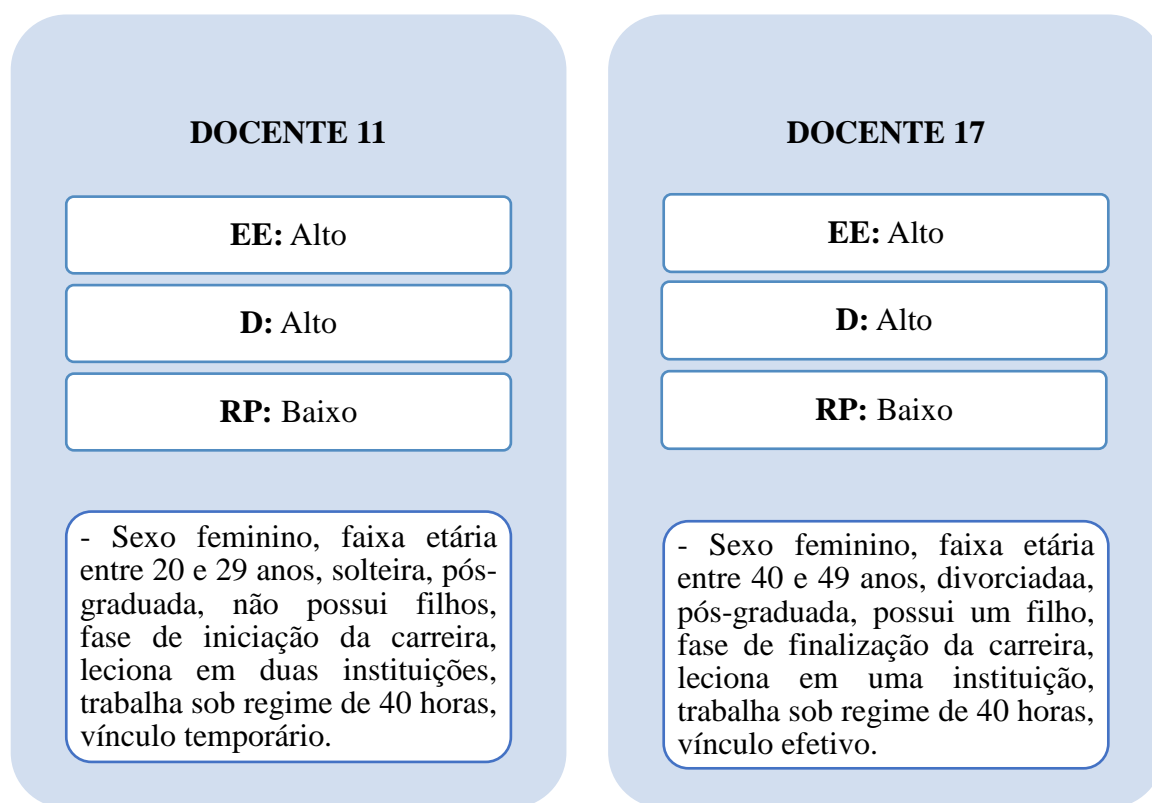 DOCENTE 11
EE: Alto
D: Alto
RP: Baixo
- Sexo feminino, faixa etária
entre 20 e 29 anos, solteira, pós-
graduada, não possui filhos,
fase de iniciação da carreira,
leciona em duas instituições,
trabalha sob regime de 40 horas,
vínculo temporário.
DOCENTE 17
EE: Alto
D: Alto
RP: Baixo
- Sexo feminino, faixa etária
entre 40 e 49 anos, divorciadaa,
pós-graduada, possui um filho,
fase de finalização da carreira,
leciona em uma instituição,
trabalha sob regime de 40 horas,
vínculo efetivo.